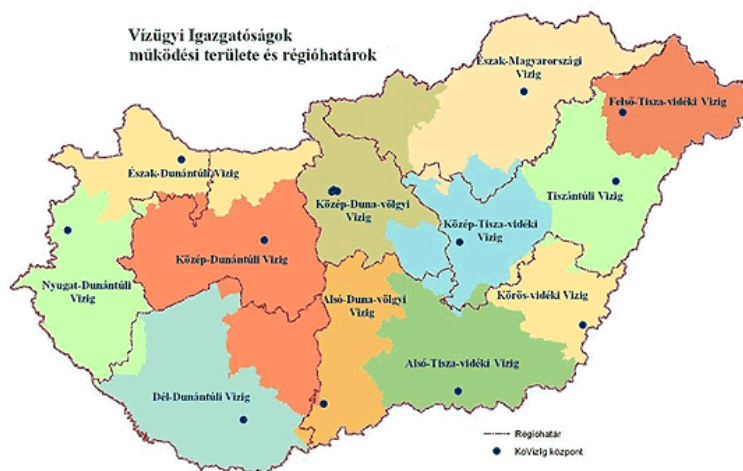 Vízügyi Igazgatóságok
működési területe és régióhatárok
Észak-Magyarországi
Vizig
Felső-Tisza-vidéki Vizig
Észak-Dunántúli Vizig
Közép-Duna-völgyi
Vizig
Tiszántúli Vizig
Közép-Tisza-vidéki
Vizig
Közép-Dunántúli Vizig
Nyugat-Dunántúli
Vizig
Alsó-Duna-völgyi
Vizig
Körös-vidéki Vizig
Alsó-Tisza-vidéki Vizig
Dél-Dunántúli Vizig
Régióhatár
KöVizig központ